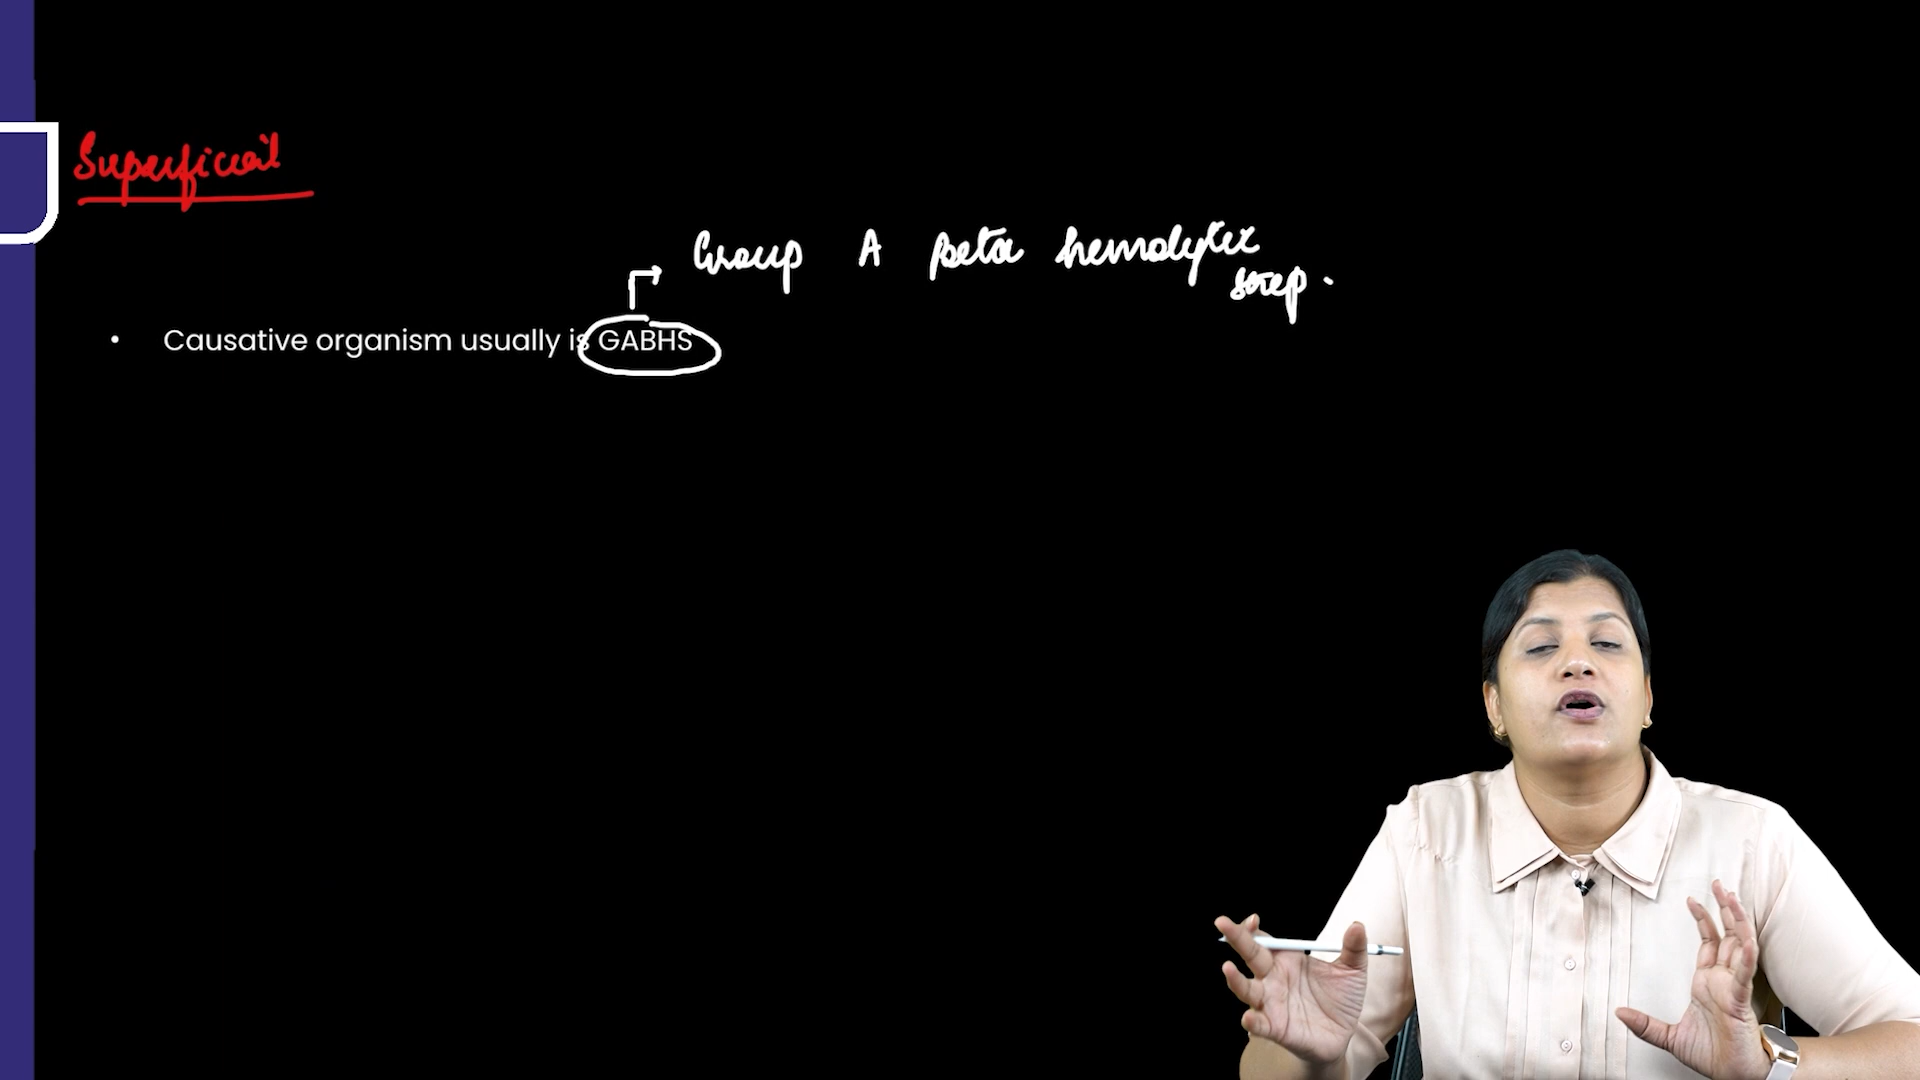 Superficial
Group A Beta hemolytic
strep.
• Causative organism usually is GABHS